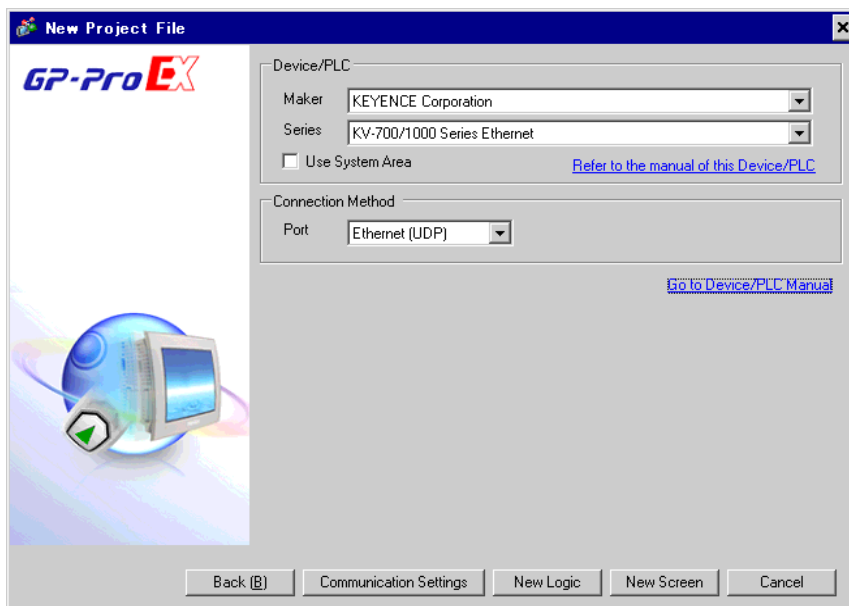 New Project File
GP-Pro EX
Device/PLC
Maker KEYENCE Corporation
Series KV-700/1000 Series Ethernet
Use System Area Refer to the manual of this Device/PLC
Connection Method
Port Ethernet (UDP)
Go to Device/PLC Manual
Back (B) Communication Settings New Logic New Screen Cancel